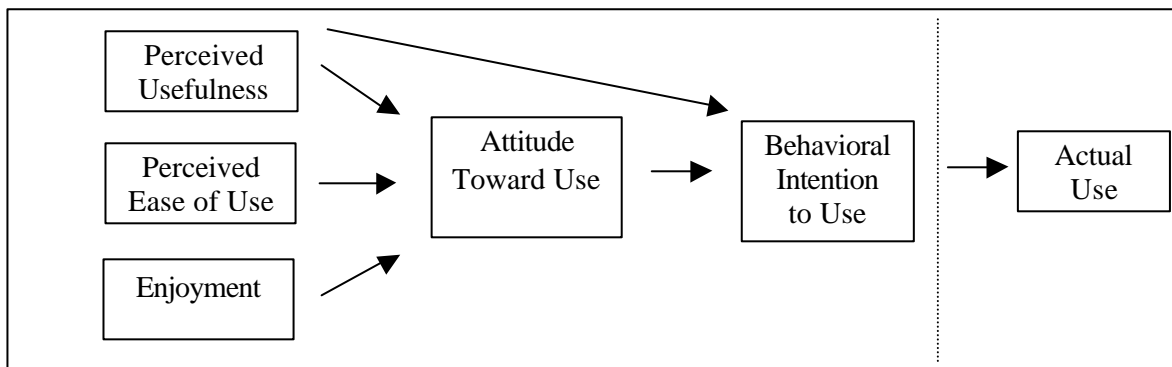 Perceived
Usefulness
Perceived
Ease of Use
Enjoyment
Attitude
Toward Use
Behavioral
Intention
to Use
Actual
Use